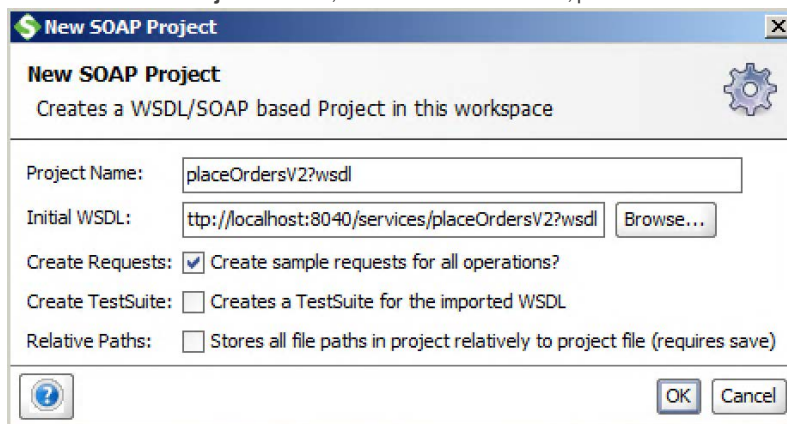 New SOAP Project
New SOAP Project
Creates a WSDL/SOAP based Project in this workspace
Project Name: placeOrdersV2?wsdl
Initial WSDL: ttp://localhost:8040/services/placeOrdersV2?wsdl Browse...
Create Requests: Create sample requests for all operations?
Create TestSuite: Creates a TestSuite for the imported WSDL
Relative Paths: Stores all file paths in project relatively to project file (requires save)
OK Cancel